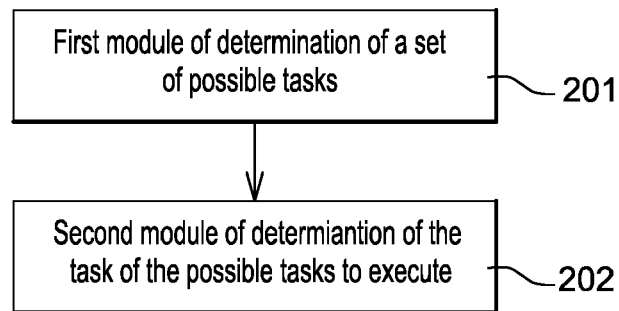 First module of determination of a set
of possible tasks
201
Second module of determiantion of the
task of the possible tasks to execute
202